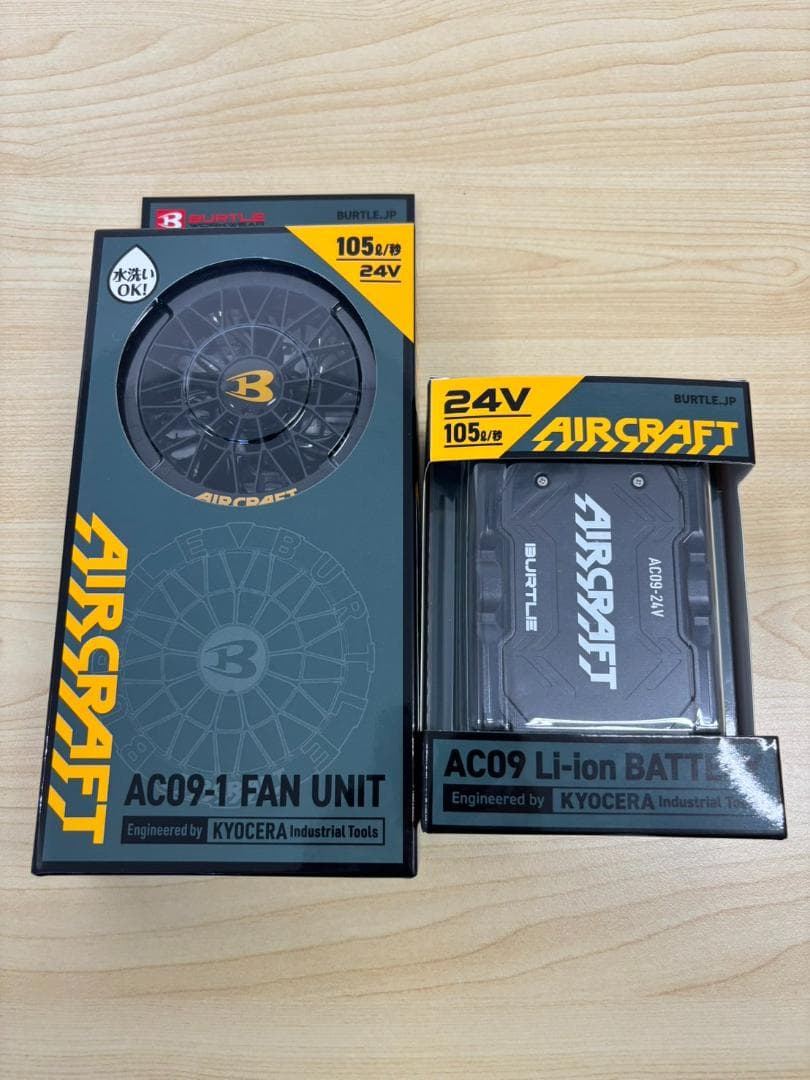 BURTLE
BURTLE.JP
水洗い
OK!
105ℓ/秒
24V
B
AIRCRAFT
AIRCRAFT
BURTLE
B
AC09-1 FAN UNIT
Engineered by KYOCERA Industrial Tools
24V
105ℓ/秒
BURTLE.JP
AIRCRAFT
AIRCRAFT
BURTLE
AC09-24V
AC09 Li-ion BATTERY
Engineered by KYOCERA Industrial Tools